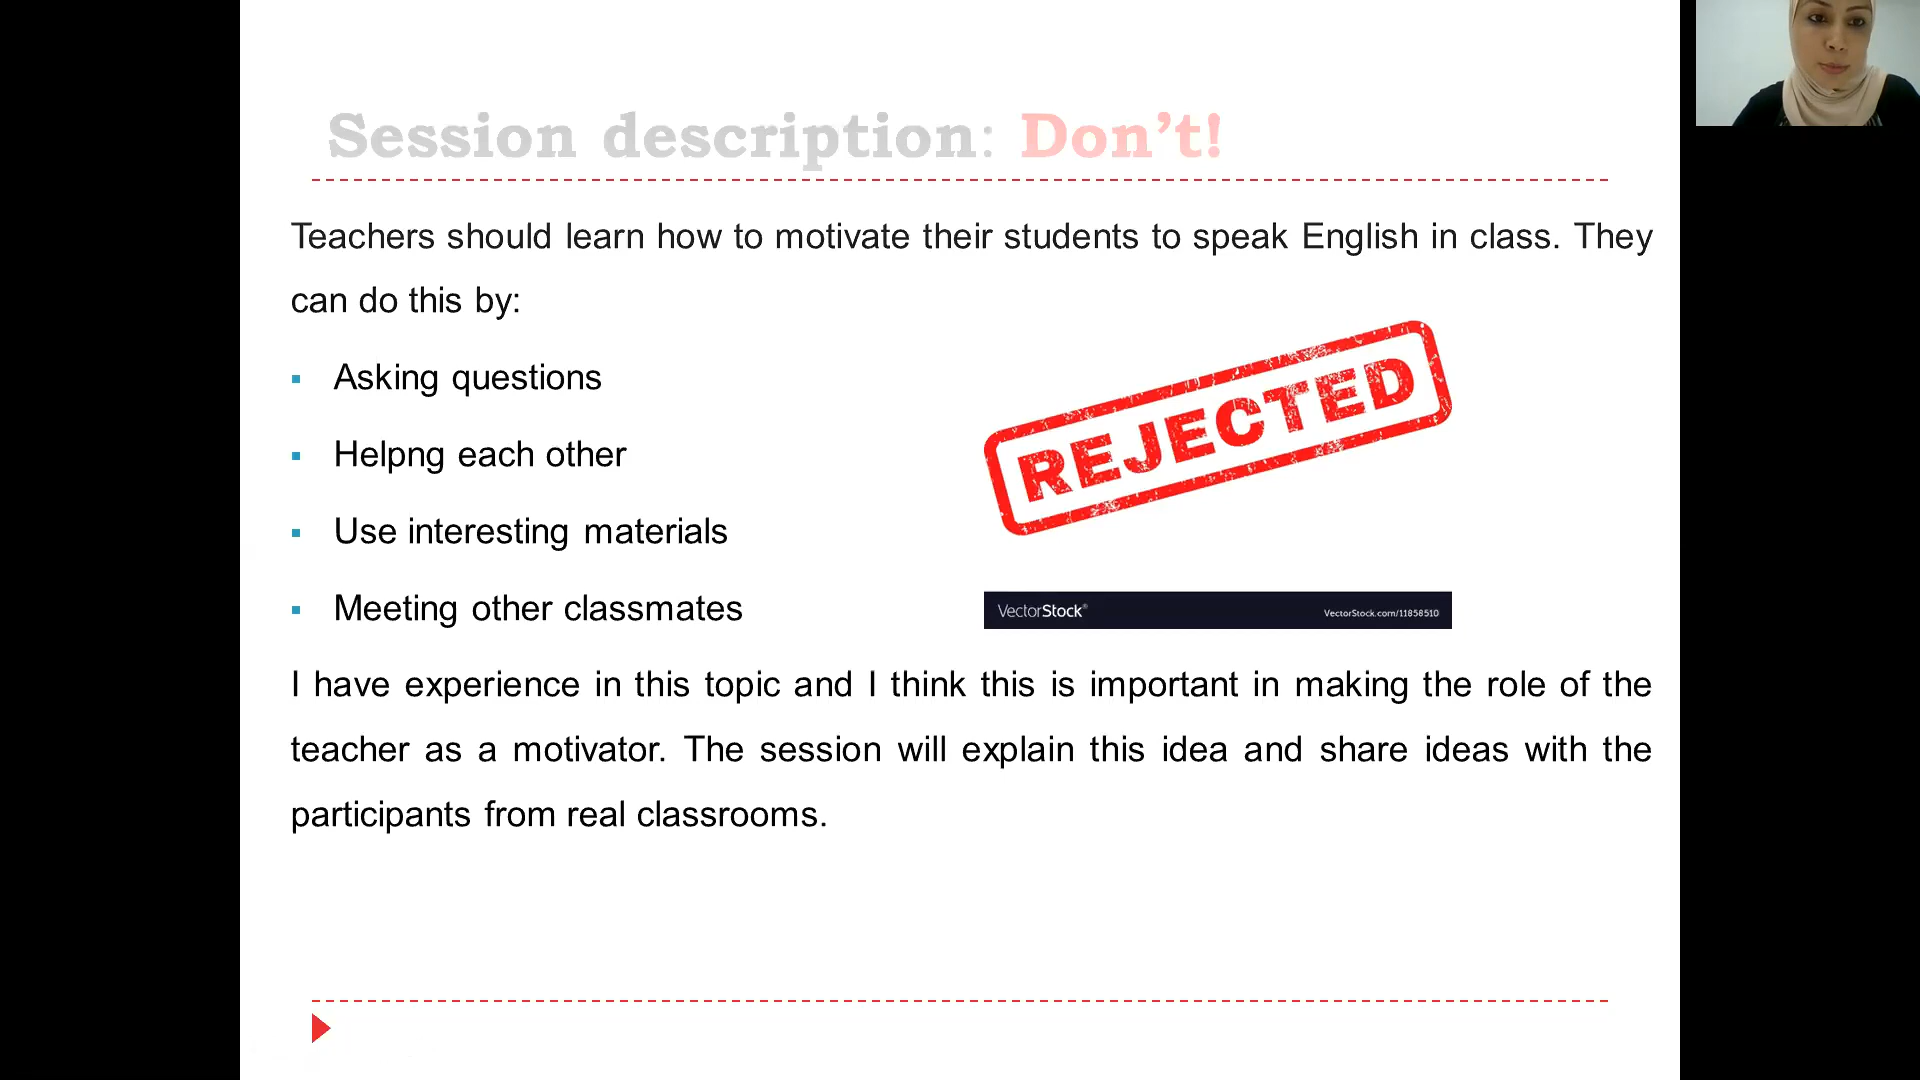 Session description: Don't!
Teachers should learn how to motivate their students to speak English in class. They
can do this by:
▪ Asking questions
▪ Helpng each other
▪ Use interesting materials
▪ Meeting other classmates
REJECTED
VectorStock® VectorStock.com/11858510
I have experience in this topic and I think this is important in making the role of the
teacher as a motivator. The session will explain this idea and share ideas with the
participants from real classrooms.